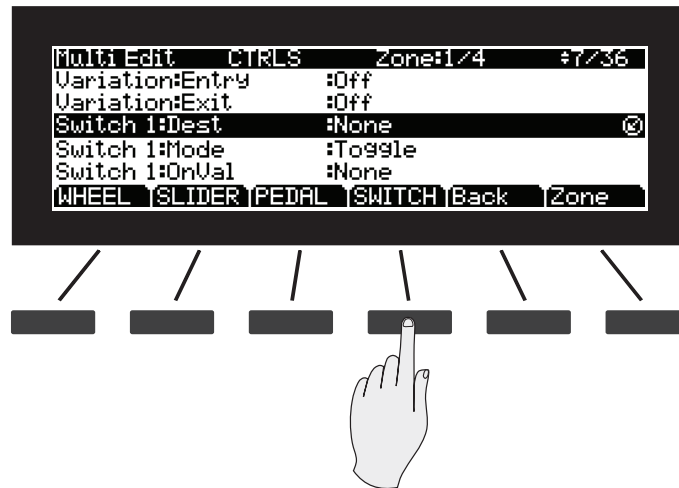 Multi Edit CTRLS Zone:1/4 ÷7/36
Variation:Entry :Off
Variation:Exit :Off
Switch 1:Dest :None
Switch 1:Mode :Toggle
Switch 1:OnVal :None
WHEEL SLIDER PEDAL SWITCH Back Zone